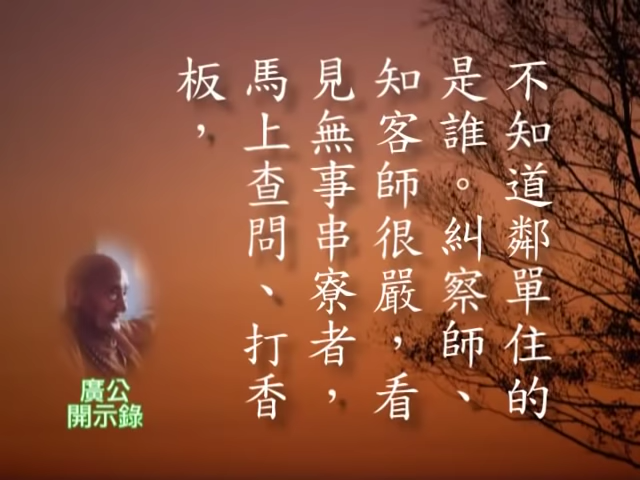 不知道鄰單住的
是誰。糾察師、
知客師很嚴，看
見無事串寮者，
馬上查問、打香
板，
廣公
開示錄